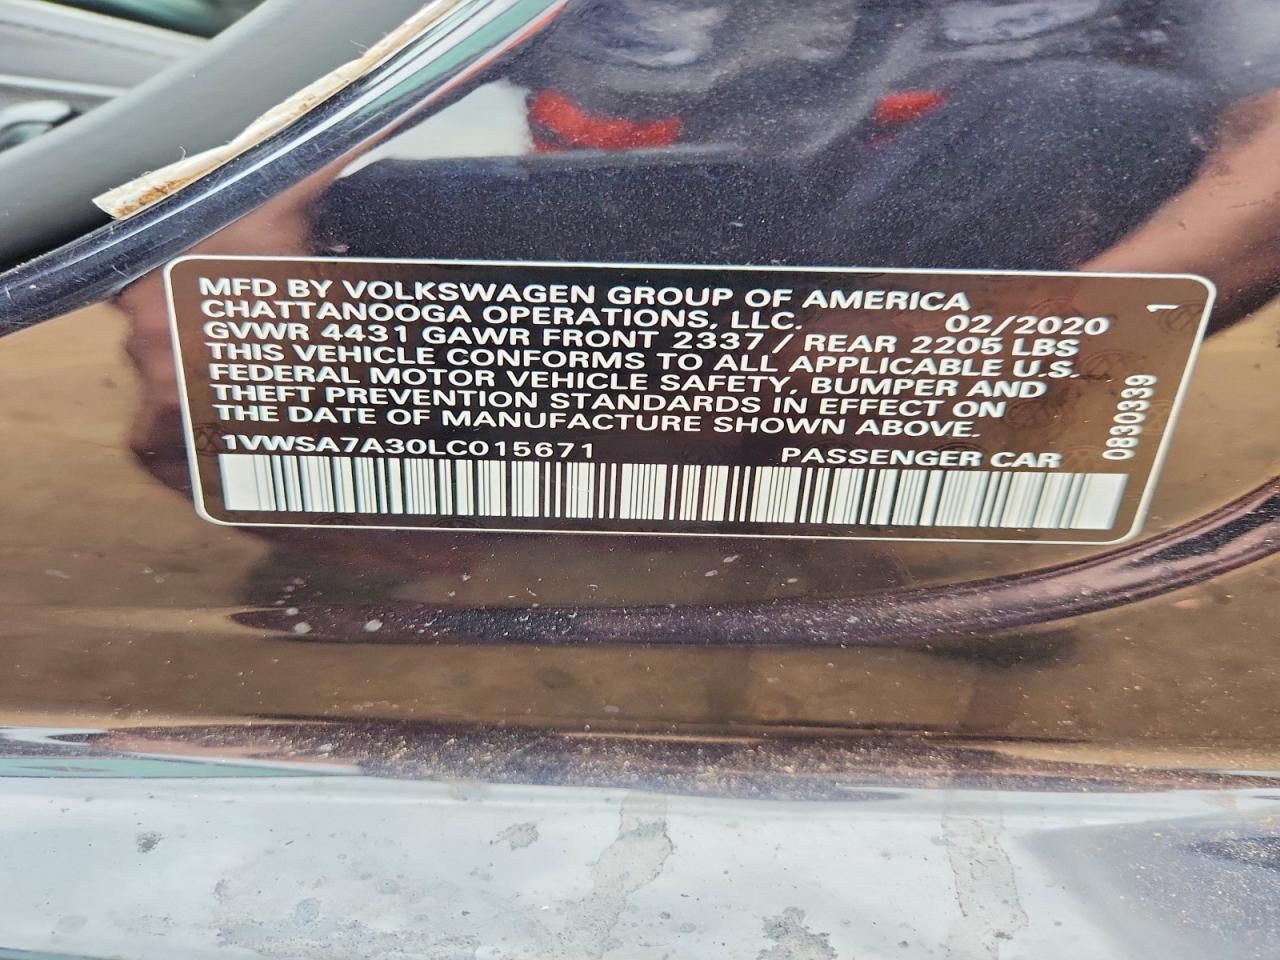 MFD BY VOLKSWAGEN GROUP OF AMERICA
CHATTANOOGA OPERATIONS, LLC. 02/2020
GVWR 4431 GAWR FRONT 2337 / REAR 2205 LBS
THIS VEHICLE CONFORMS TO ALL APPLICABLE U.S.
FEDERAL MOTOR VEHICLE SAFETY, BUMPER AND
THEFT PREVENTION STANDARDS IN EFFECT ON
THE DATE OF MANUFACTURE SHOWN ABOVE.
1VWSA7A30LC015671 PASSENGER CAR
0830339
1